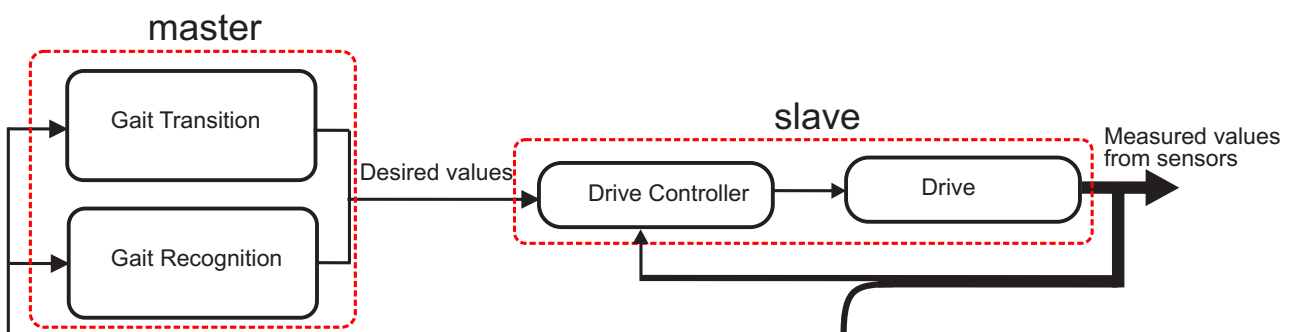 master
Gait Transition
Gait Recognition
Desired values
slave
Drive Controller
Drive
Measured values
from sensors